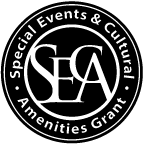 Special Events & Cultural
SECA
• Amenities Grant •